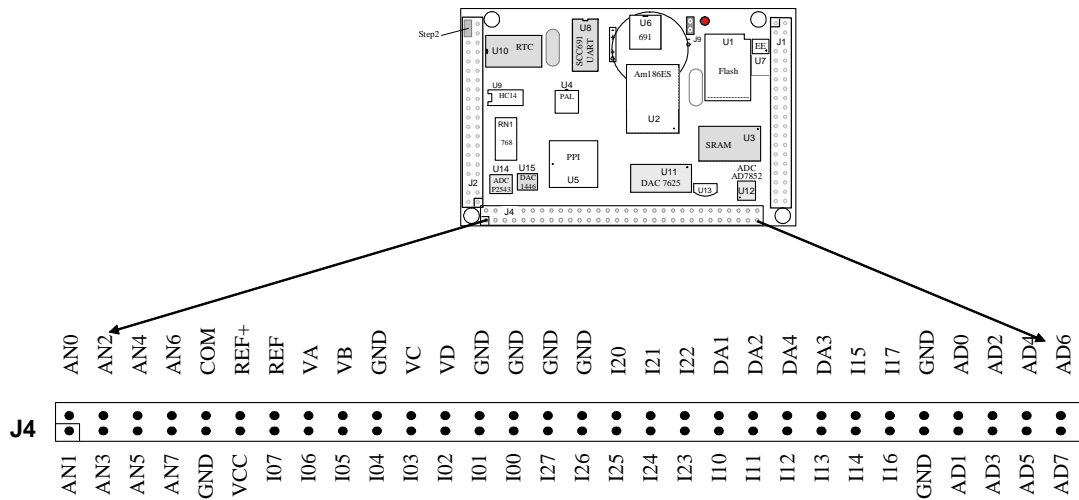 Step2
U10
RTC
U8
SCC691
UART
U6
691
J9
U1
Flash
EE
U7
J1
Am186ES
U2
U9
HC14
U4
PAL
RN1
768
PPI
U5
U3
SRAM
U14
ADC
P2543
U15
DAC
1446
U11
DAC 7625
U13
ADC
AD7852
U12
J2
J4
AN0 AN2 AN4 AN6 COM REF+ REF VA VB GND VC VD GND GND GND GND I20 I21 I22 DA1 DA2 DA4 DA3 I15 I17 GND AD0 AD2 AD4 AD6
J4
AN1 AN3 AN5 AN7 GND VCC I07 I06 I05 I04 I03 I02 I01 I00 I27 I26 I25 I24 I23 I10 I11 I12 I13 I14 I16 GND AD1 AD3 AD5 AD7